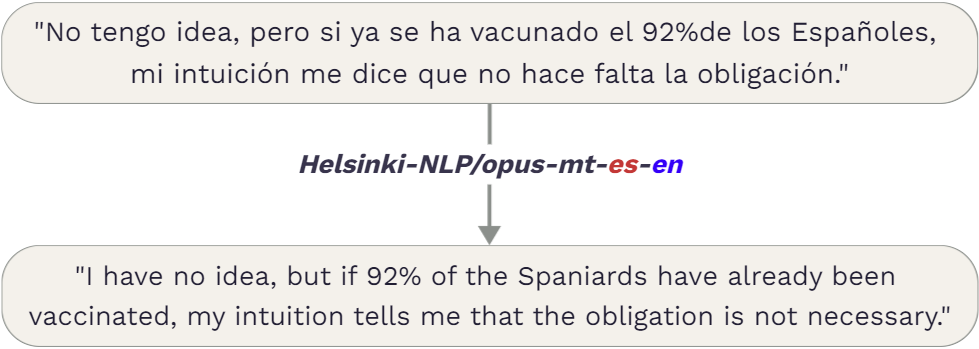 "No tengo idea, pero si ya se ha vacunado el 92%de los Españoles,
mi intuición me dice que no hace falta la obligación."
Helsinki-NLP/opus-mt-es-en
"I have no idea, but if 92% of the Spaniards have already been
vaccinated, my intuition tells me that the obligation is not necessary."